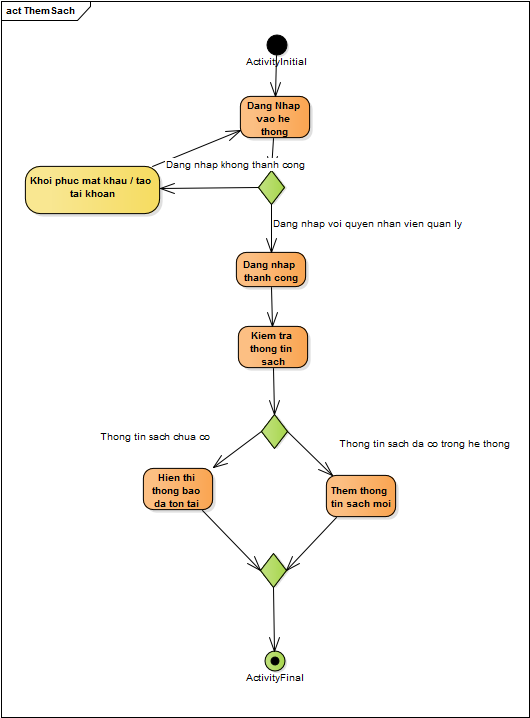 act ThemSach
ActivityInitial
Dang Nhap
vao he
thong
Dang nhap khong thanh cong
Khoi phuc mat khau / tao
tai khoan
Dang nhap voi quyen nhan vien quan ly
Dang nhap
thanh cong
Kiem tra
thong tin
sach
Thong tin sach chua co
Thong tin sach da co trong he thong
Hien thi
thong bao
da ton tai
Them thong
tin sach moi
ActivityFinal